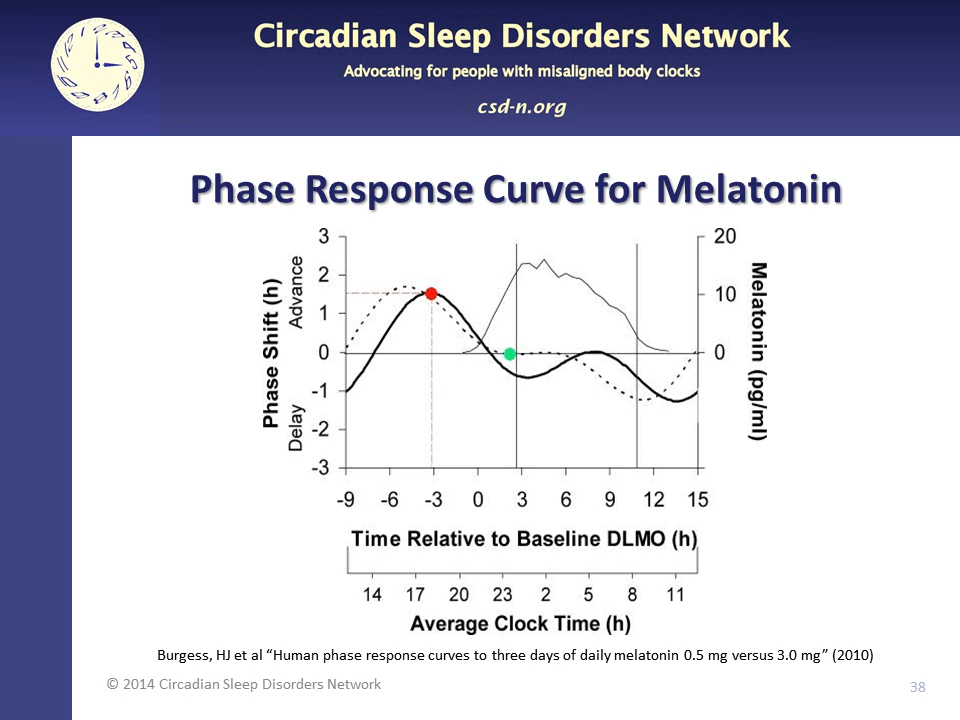 Circadian Sleep Disorders Network
Advocating for people with misaligned body clocks
csd-n.org
Phase Response Curve for Melatonin
3
2
1
0
-1
-2
-3
Phase Shift (h)
Advance
Delay
20
10
0
Melatonin (pg/ml)
-9 -6 -3 0 3 6 9 12 15
Time Relative to Baseline DLMO (h)
14 17 20 23 2 5 8 11
Average Clock Time (h)
Burgess, HJ et al “Human phase response curves to three days of daily melatonin 0.5 mg versus 3.0 mg” (2010)
© 2014 Circadian Sleep Disorders Network
38